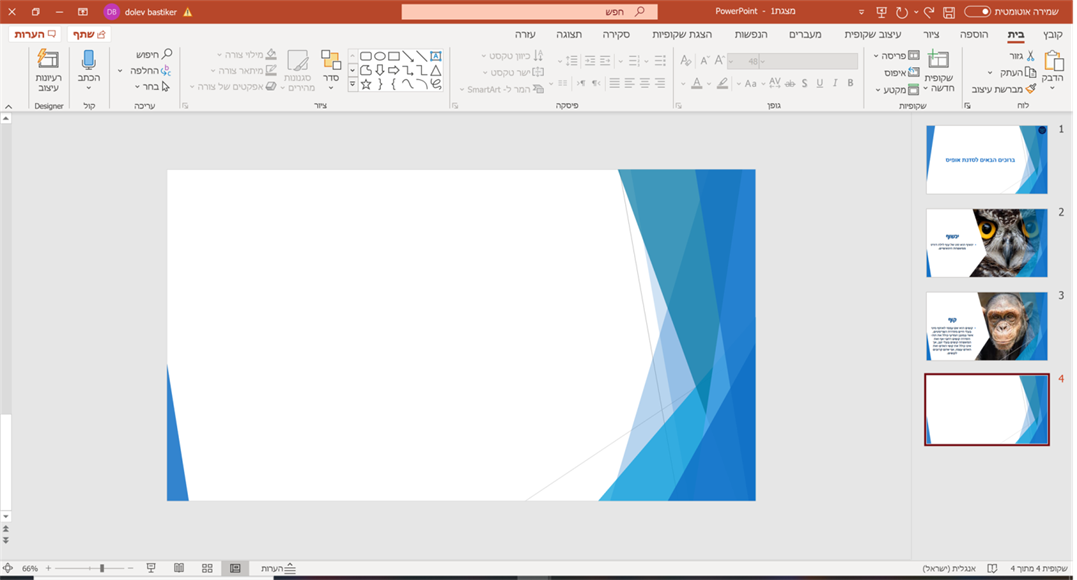 שמירה אוטומטית
מצגת1 - PowerPoint
חפש
dolev bastiker
DB
קובץ
בית
הוספה
ציור
עיצוב שקופית
מעברים
הנפשות
הצגת שקופיות
סקירה
תצוגה
עזרה
שתף
הערות
הדבק
גזור
העתק
מברשת עיצוב
לוח
שקופית
חדשה
פריסה
איפוס
מקטע
שקופיות
48
B I U S ab AV Aa
גופן
כיוון טקסט
ישר טקסט
המר ל- SmartArt
פיסקה
סדר
סגנונות
מהירים
מילוי צורה
מיתאר צורה
אפקטים של צורה
ציור
חיפוש
החלפה
בחר
עריכה
הכתב
קול
רעיונות
עיצוב
Designer
1
ברוכים הבאים לסדנת אופיס
2
ינשוף
3
קוף
4
שקופית 4 מתוך 4
אנגלית (ישראל)
הערות
66%